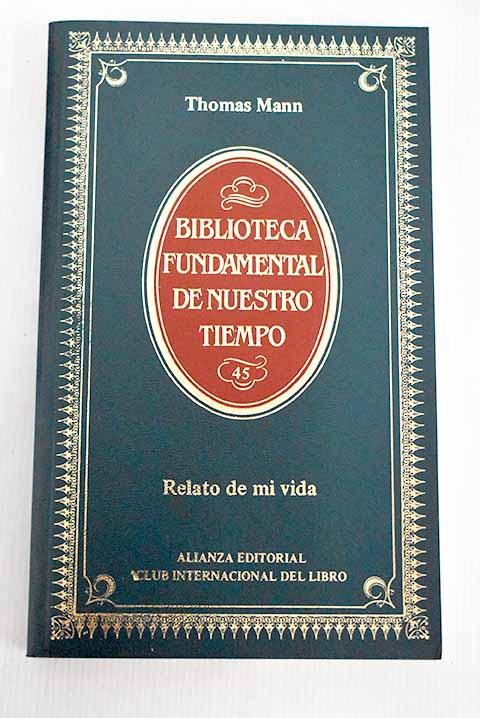 Thomas Mann
BIBLIOTECA
FUNDAMENTAL
DE NUESTRO
TIEMPO
45
Relato de mi vida
ALIANZA EDITORIAL
CLUB INTERNACIONAL DEL LIBRO